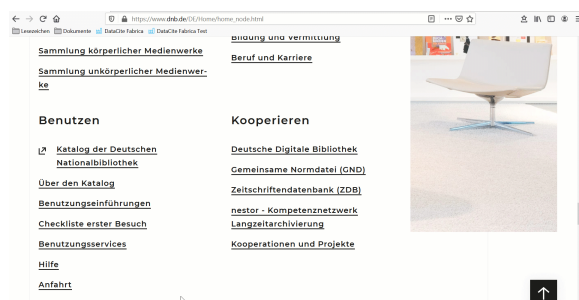 https://www.dnb.de/DE/Home/home_node.html
Lesezeichen Dokumente DataCite Fabrica DataCite Fabrica Test
Sammlung körperlicher Medienwerke
Sammlung unkörperlicher Medienwer-
ke
Bildung und Vermittlung
Beruf und Karriere
Benutzen
Katalog der Deutschen
Nationalbibliothek
Über den Katalog
Benutzungseinführungen
Checkliste erster Besuch
Benutzungsservices
Hilfe
Anfahrt
Kooperieren
Deutsche Digitale Bibliothek
Gemeinsame Normdatei (GND)
Zeitschriftendatenbank (ZDB)
nestor - Kompetenznetzwerk
Langzeitarchivierung
Kooperationen und Projekte